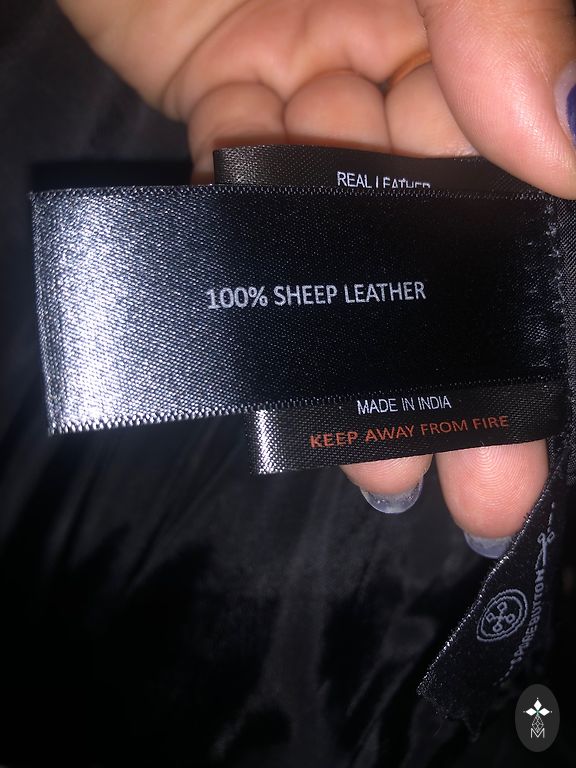 REAL LEATHER
100% SHEEP LEATHER
MADE IN INDIA
KEEP AWAY FROM FIRE